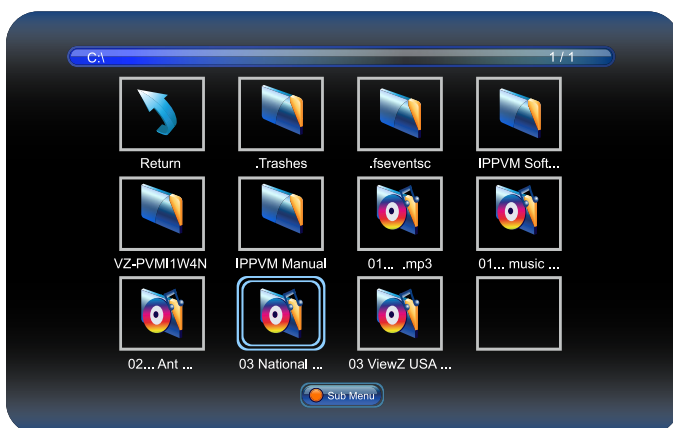 C:\ 1 / 1
Return .Trashes .fseventsc IPPVM Soft...
VZ-PVMI1W4N IPPVM Manual 01... .mp3 01... music ...
02... Ant ... 03 National ... 03 ViewZ USA ...
Sub Menu